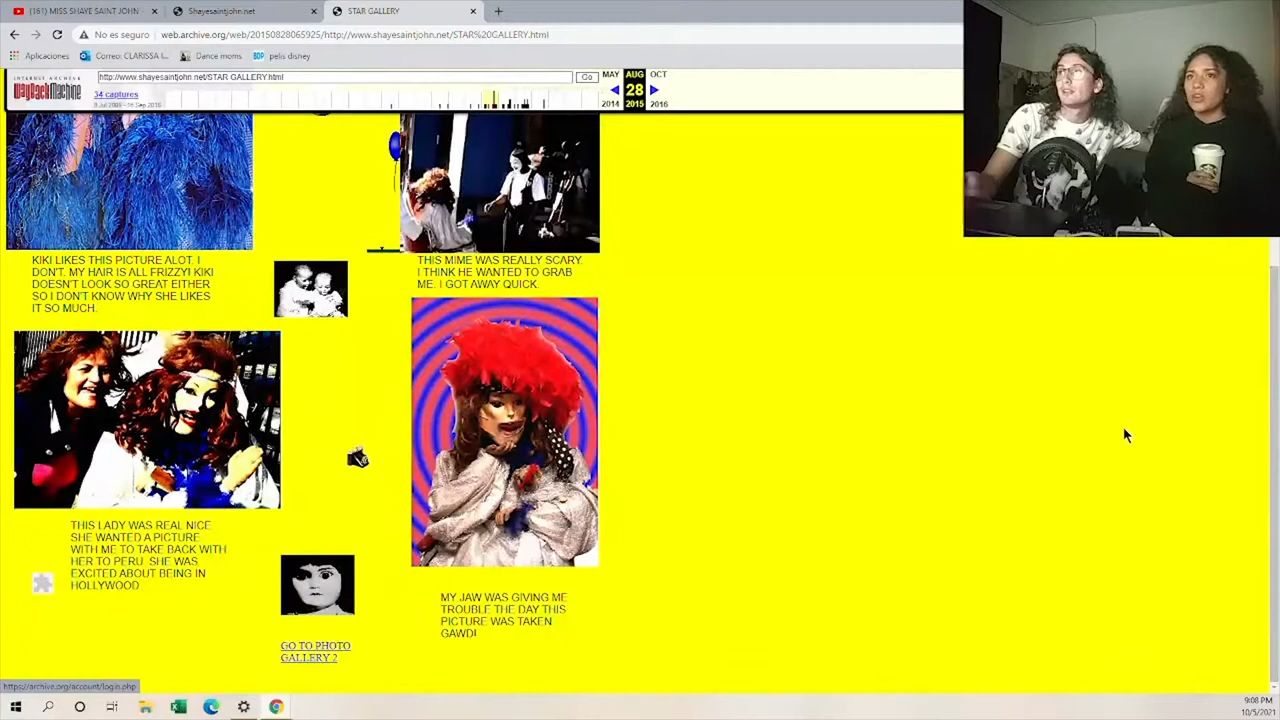 (161) MISS SHAYE SAINT JOHN
Shayesaintjohn.net
STAR GALLERY
No es seguro
web.archive.org/web/20150828065925/http://www.shayesaintjohn.net/STAR%20GALLERY.html
Aplicaciones
Correo: CLARISSA I...
Dance moms
BDP
pelis disney
INTERNET ARCHIVE
WayBackMachine
http://www.shayesaintjohn.net/STAR GALLERY.html
Go
MAY
AUG
OCT
34 captures
28
2014
2015
2016
KIKI LIKES THIS PICTURE ALOT. I
DON'T. MY HAIR IS ALL FRIZZY! KIKI
DOESN'T LOOK SO GREAT EITHER
SO I DON'T KNOW WHY SHE LIKES
IT SO MUCH.
THIS MIME WAS REALLY SCARY.
I THINK HE WANTED TO GRAB
ME. I GOT AWAY QUICK.
THIS LADY WAS REAL NICE
SHE WANTED A PICTURE
WITH ME TO TAKE BACK WITH
HER TO PERU. SHE WAS
EXCITED ABOUT BEING IN
HOLLYWOOD
MY JAW WAS GIVING ME
TROUBLE THE DAY THIS
PICTURE WAS TAKEN
GAWD!
GO TO PHOTO
GALLERY 2
https://archive.org/account/login.php
9:08 PM
10/5/2021